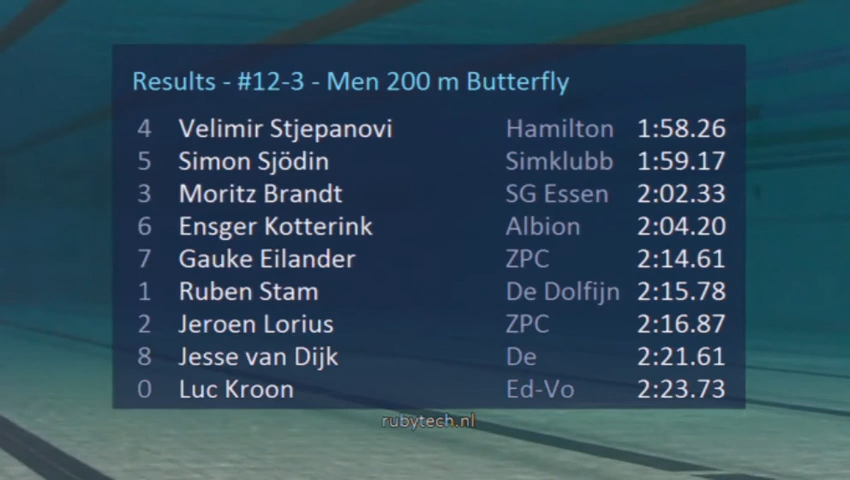 Results - #12-3 - Men 200 m Butterfly
4 Velimir Stjepanovi Hamilton 1:58.26
5 Simon Sjödin Simklubb 1:59.17
3 Moritz Brandt SG Essen 2:02.33
6 Ensger Kotterink Albion 2:04.20
7 Gauke Eilander ZPC 2:14.61
1 Ruben Stam De Dolfijn 2:15.78
2 Jeroen Lorius ZPC 2:16.87
8 Jesse van Dijk De 2:21.61
0 Luc Kroon Ed-Vo 2:23.73
rubytech.nl